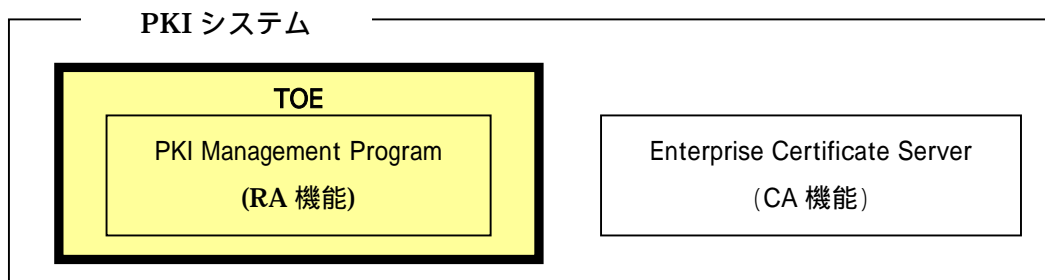 PKI システム
TOE
PKI Management Program
(RA 機能)
Enterprise Certificate Server
(CA 機能)